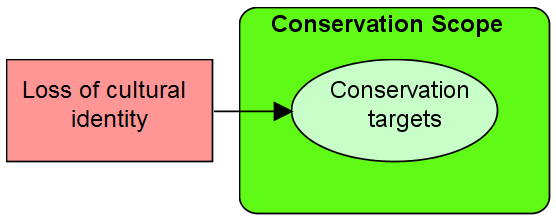 Conservation Scope
Loss of cultural
identity
Conservation
targets